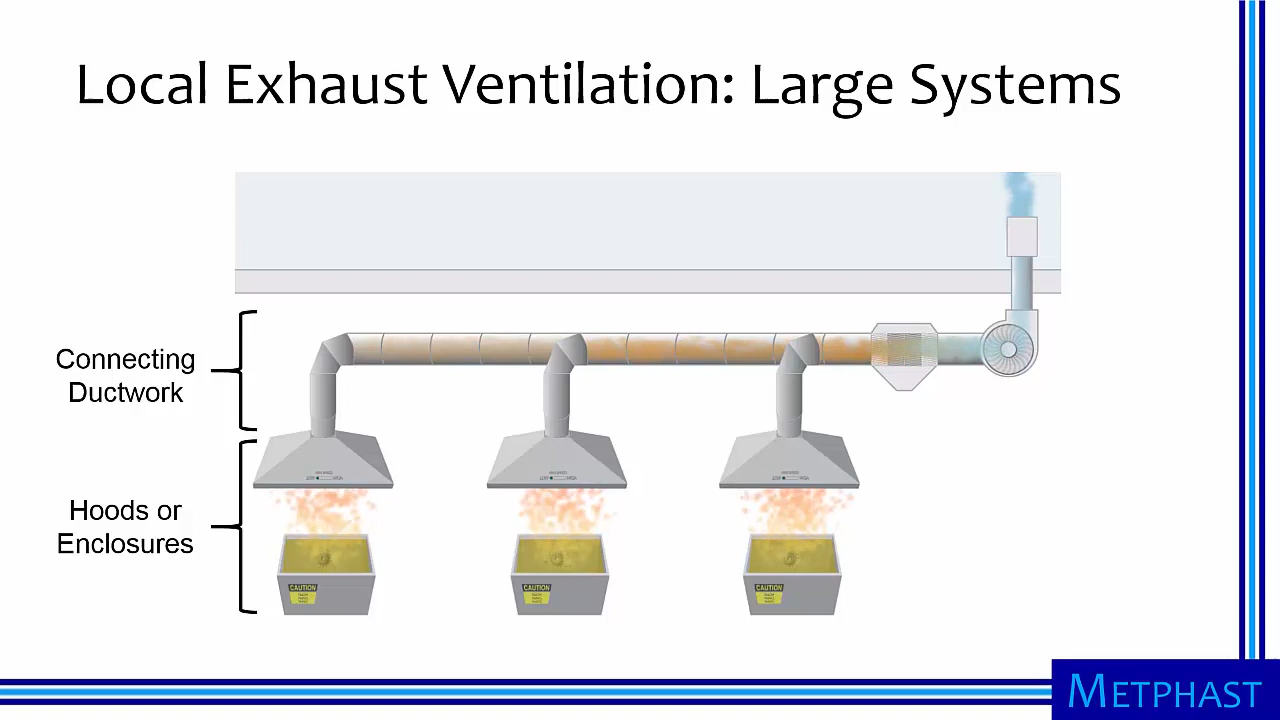 Local Exhaust Ventilation: Large Systems
Connecting
Ductwork
Hoods or
Enclosures
CAUTION
CAUTION
CAUTION
METPHAST